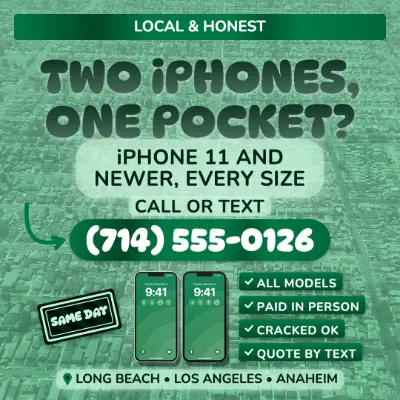 LOCAL & HONEST
TWO iPHONES,
ONE POCKET?
iPHONE 11 AND
NEWER, EVERY SIZE
CALL OR TEXT
(714) 555-0126
SAME DAY
9:41
9:41
✓ ALL MODELS
✓ PAID IN PERSON
✓ CRACKED OK
✓ QUOTE BY TEXT
LONG BEACH • LOS ANGELES • ANAHEIM